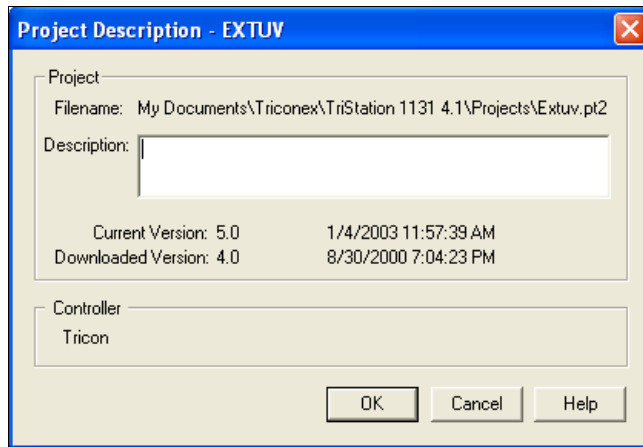 Project Description - EXTUV
Project
Filename: My Documents\Triconex\TriStation 1131 4.1\Projects\Extuv.pt2
Description:
Current Version: 5.0 1/4/2003 11:57:39 AM
Downloaded Version: 4.0 8/30/2000 7:04:23 PM
Controller
Tricon
OK Cancel Help